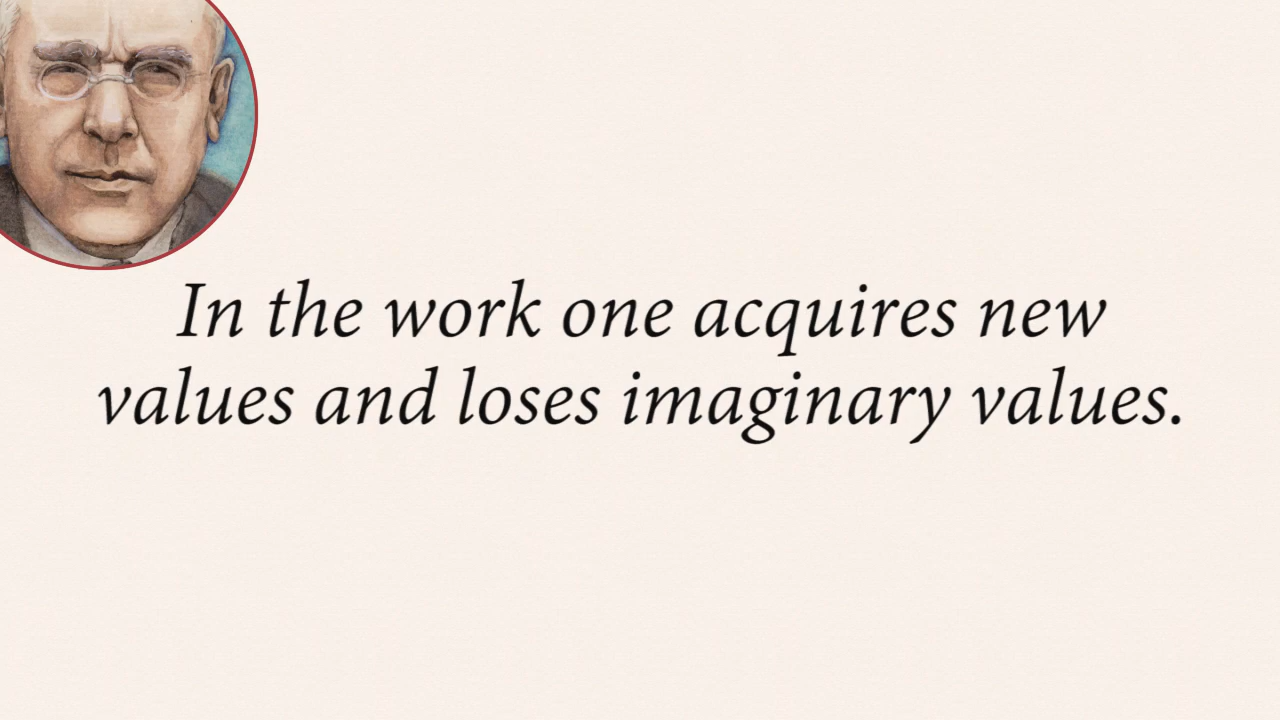 In the work one acquires new
values and loses imaginary values.